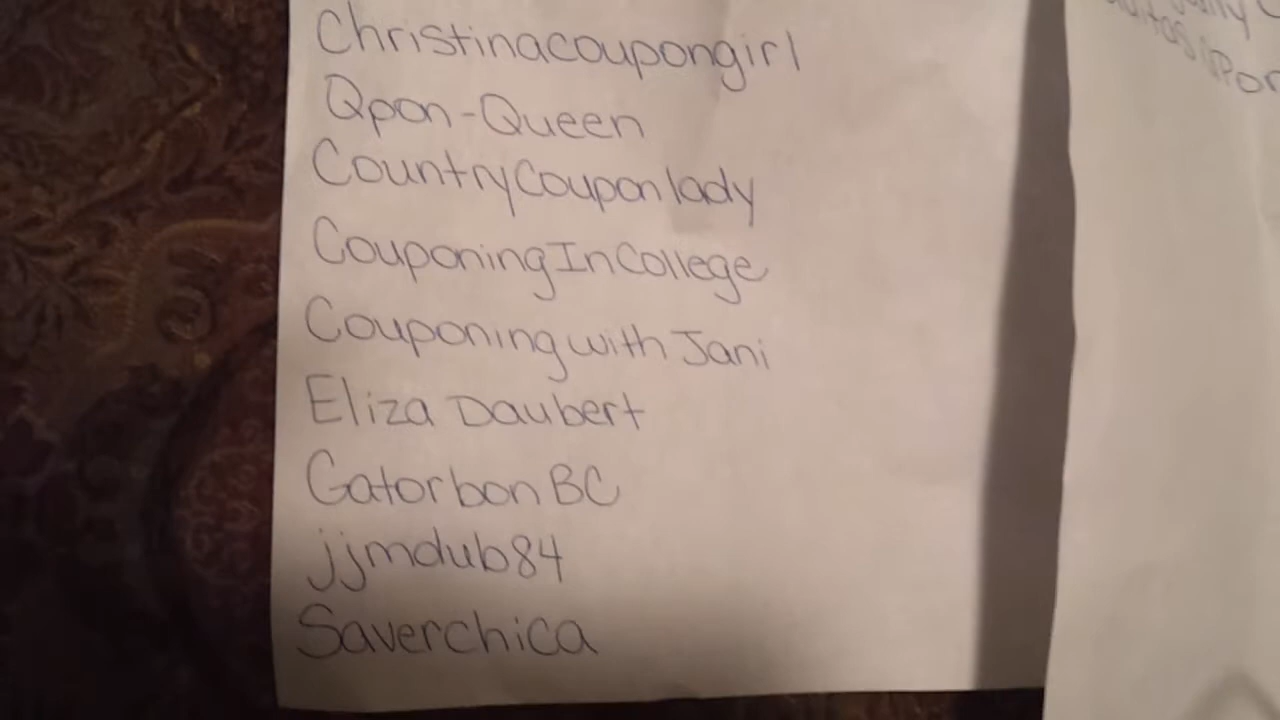 Christinacoupongirl
Qpon-Queen
CountryCouponlady
CouponingInCollege
Couponing with Jani
Eliza Daubert
Gatorbon BC
jjmdub84
Saverchica